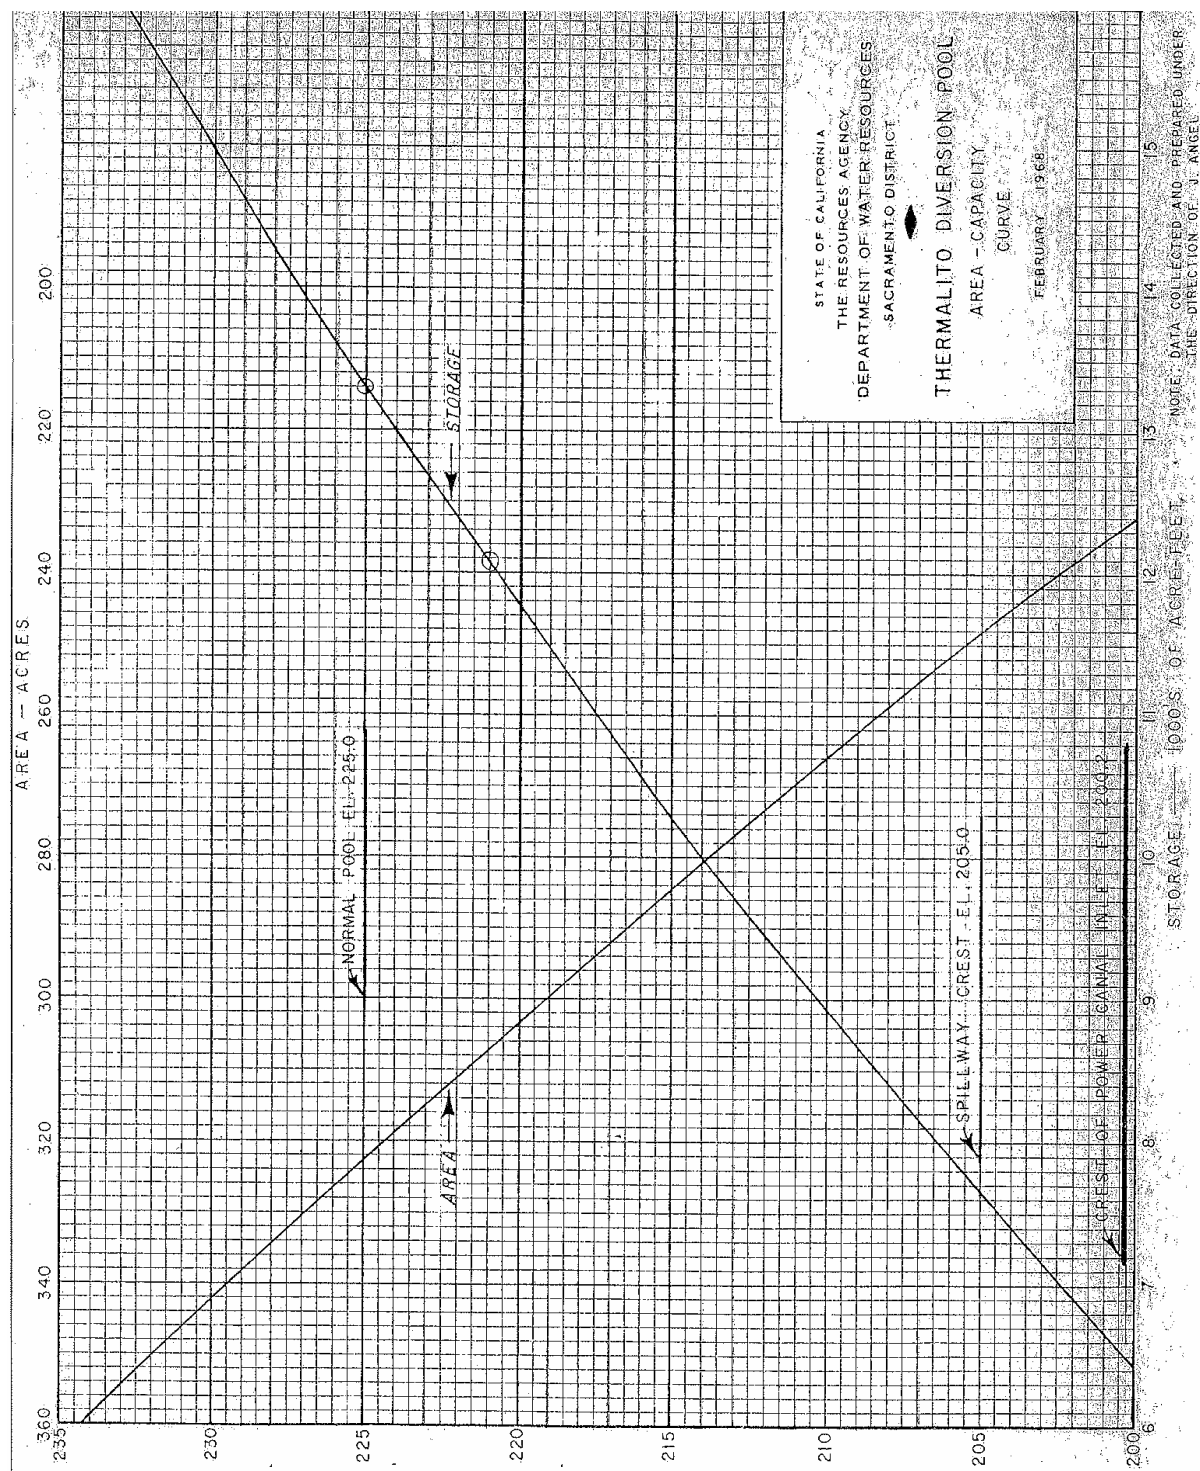 AREA — ACRES
360
340
320
300
280
260
240
220
200
235
230
225
220
215
210
205
200
NORMAL POOL EL. 225.0
STORAGE
AREA
SPILLWAY CREST EL. 205.0
CREST OF POWER CANAL INLET EL. 200.2
6
7
8
9
10
11
12
13
14
15
STORAGE — 1000S OF ACRE-FEET
STATE OF CALIFORNIA
THE RESOURCES AGENCY
DEPARTMENT OF WATER RESOURCES
SACRAMENTO DISTRICT
THERMALITO DIVERSION POOL
AREA-CAPACITY
CURVE
FEBRUARY 1968
NOTE: DATA COLLECTED AND PREPARED UNDER
THE DIRECTION OF J. ANGEL